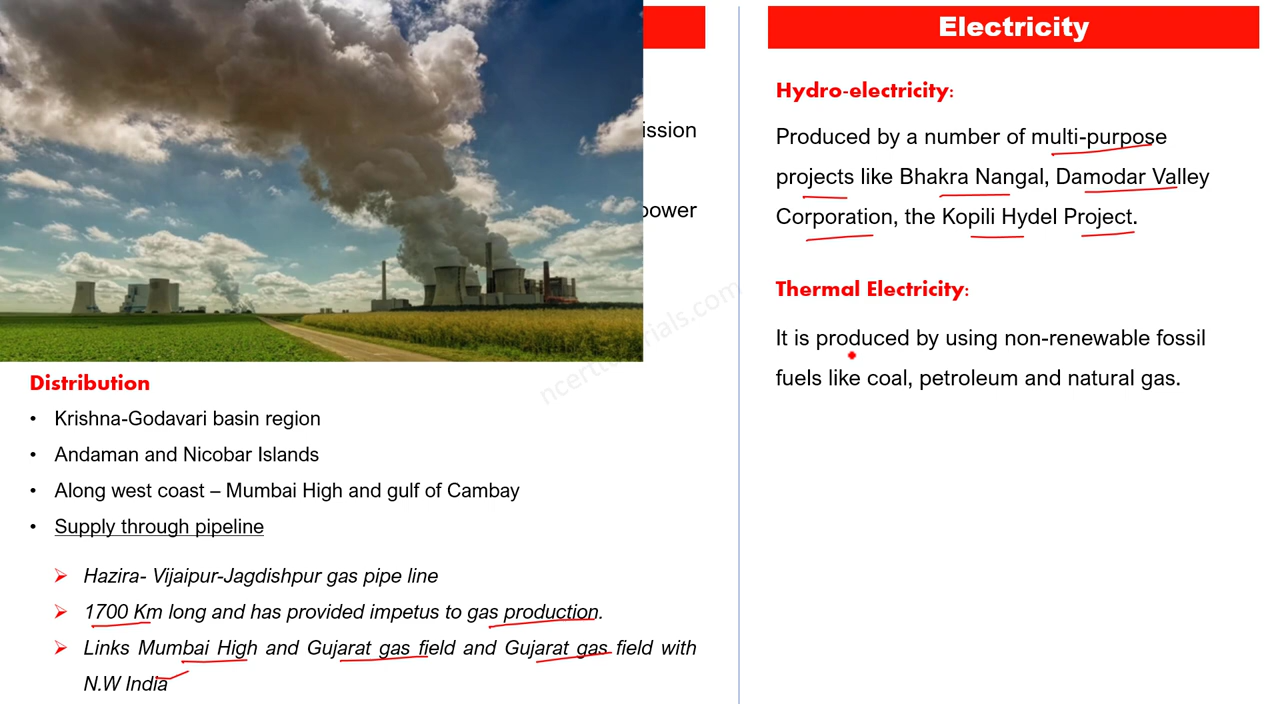 ission
power
Distribution
• Krishna-Godavari basin region
• Andaman and Nicobar Islands
• Along west coast – Mumbai High and gulf of Cambay
• Supply through pipeline
Hazira- Vijaipur-Jagdishpur gas pipe line
1700 Km long and has provided impetus to gas production.
Links Mumbai High and Gujarat gas field and Gujarat gas field with
N.W India
Electricity
Hydro-electricity:
Produced by a number of multi-purpose
projects like Bhakra Nangal, Damodar Valley
Corporation, the Kopili Hydel Project.
Thermal Electricity:
It is produced by using non-renewable fossil
fuels like coal, petroleum and natural gas.